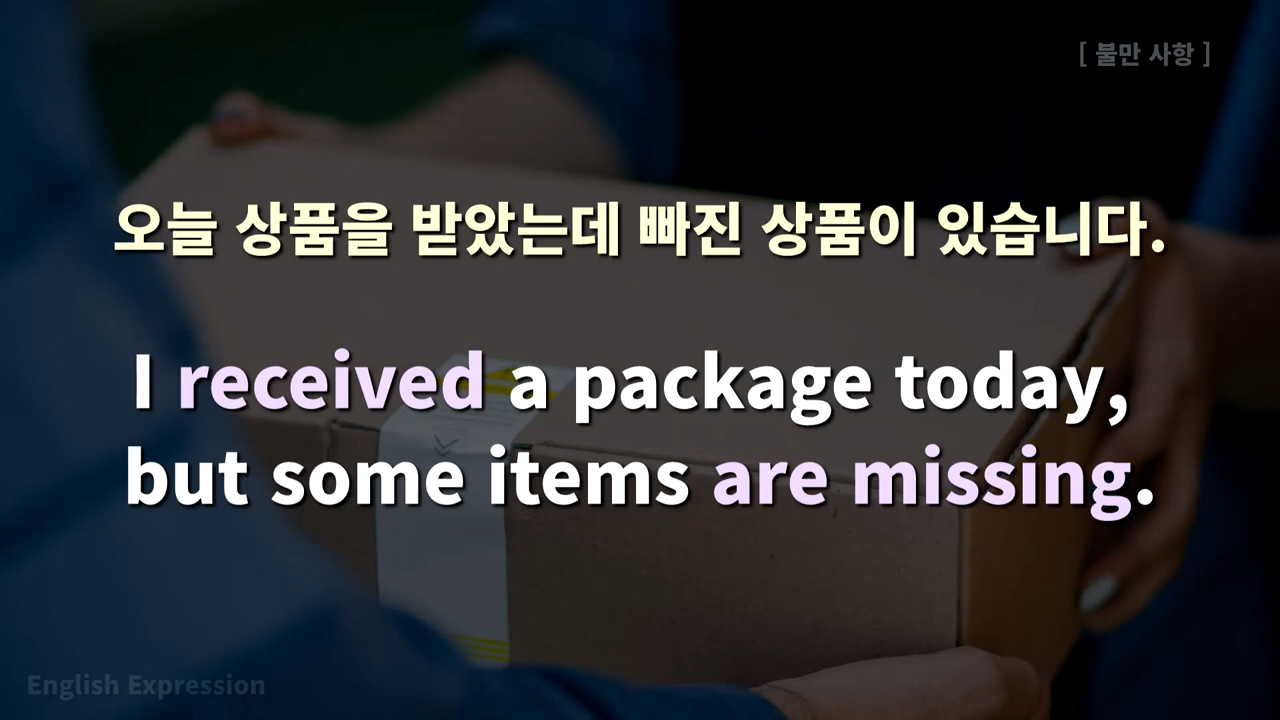 [ 불만 사항 ]
오늘 상품을 받았는데 빠진 상품이 있습니다.
I received a package today,
but some items are missing.
English Expression